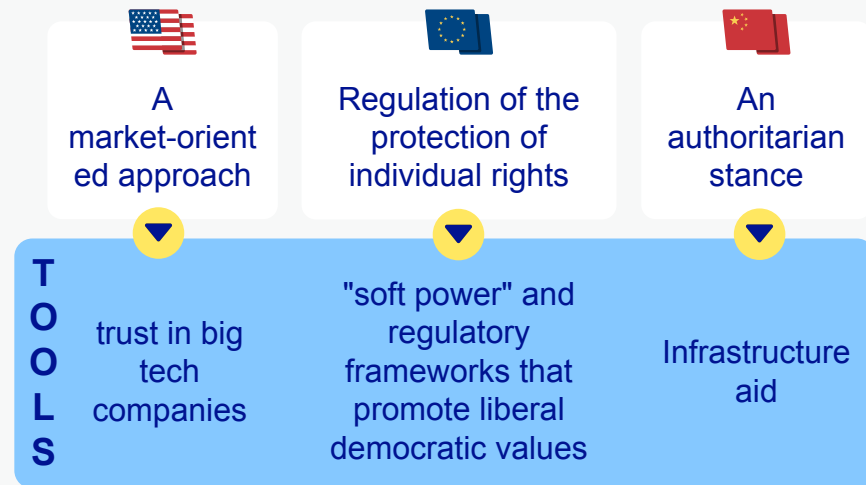 A
market-orient
ed approach
Regulation of the
protection of
individual rights
An
authoritarian
stance
T
O
O
L
S
trust in big
tech
companies
"soft power" and
regulatory
frameworks that
promote liberal
democratic values
Infrastructure
aid